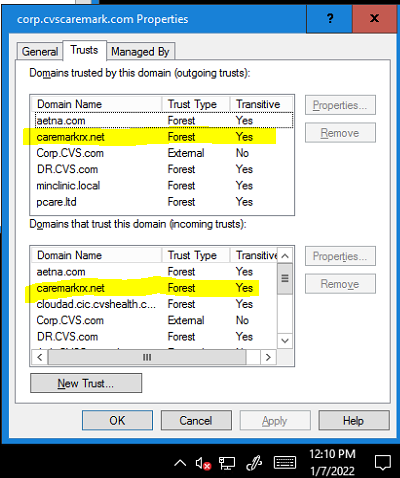 corp.cvscaremark.com Properties
? X
General Trusts Managed By
Domains trusted by this domain (outgoing trusts):
Domain Name Trust Type Transitive
aetna.com Forest Yes
caremarkrx.net Forest Yes
Corp.CVS.com External No
DR.CVS.com Forest Yes
minclinic.local Forest Yes
pcare.ltd Forest Yes
Properties...
Remove
Domains that trust this domain (incoming trusts):
Domain Name Trust Type Transitive
aetna.com Forest Yes
caremarkrx.net Forest Yes
cloudad.cic.cvshealth.c... Forest Yes
Corp.CVS.com External No
DR.CVS.com Forest Yes
Properties...
Remove
New Trust...
OK Cancel Apply Help
12:10 PM
1/7/2022